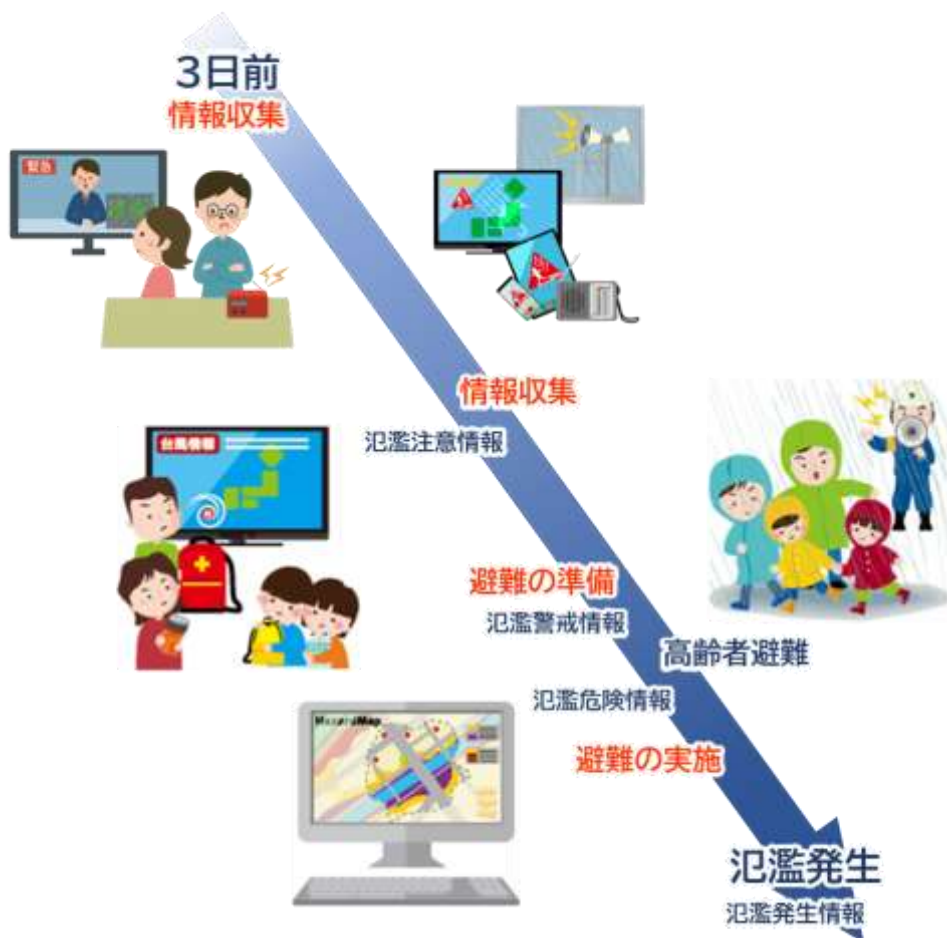 3日前
情報収集
緊急
情報収集
氾濫注意情報
台風情報
避難の準備
氾濫警戒情報
高齢者避難
氾濫危険情報
HazardMap
避難の実施
氾濫発生
氾濫発生情報